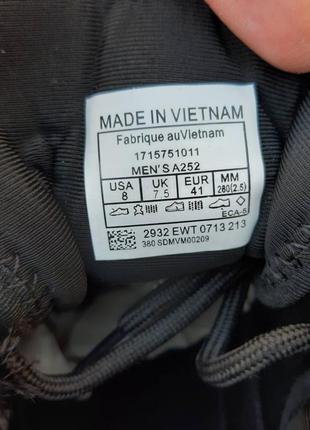 MADE IN VIETNAM
Fabrique auVietnam
1715751011
MEN'S A252
USA UK EUR MM
8 7.5 41 280(2.5)
ECA-5
2932 EWT 0713 213
380 SDMVM00209